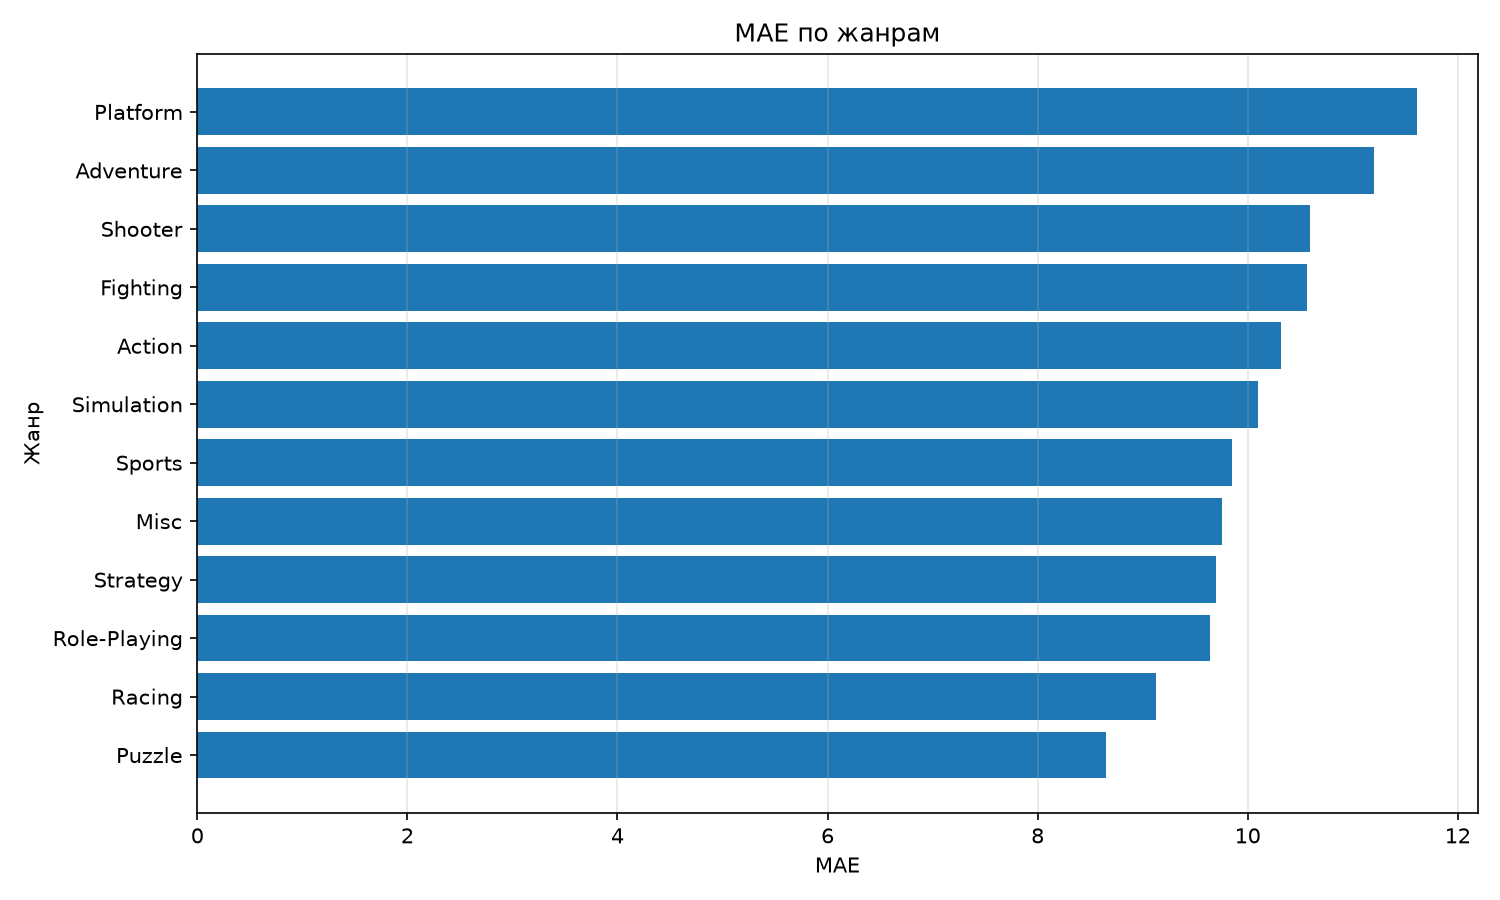 MAE по жанрам
Жанр
Platform
Adventure
Shooter
Fighting
Action
Simulation
Sports
Misc
Strategy
Role-Playing
Racing
Puzzle
0 2 4 6 8 10 12
MAE